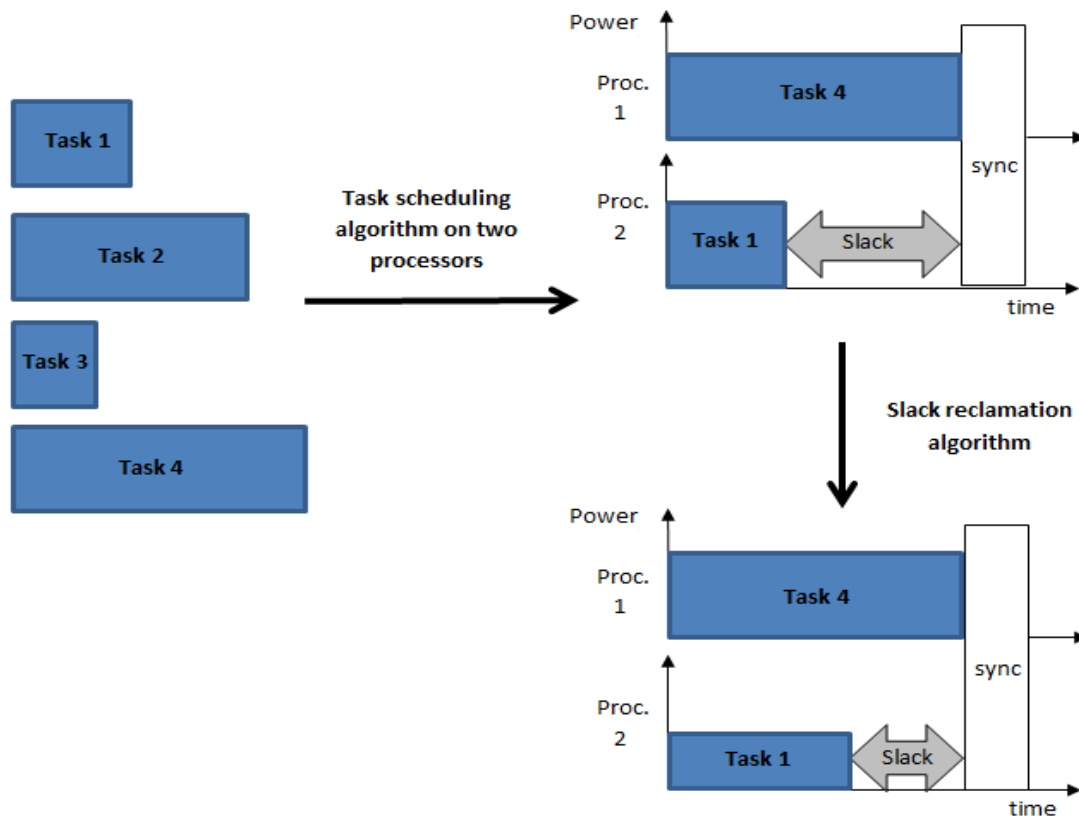 Task 1
Task 2
Task 3
Task 4
Task scheduling
algorithm on two
processors
Power
Proc.
1
Task 4
sync
Proc.
2
Task 1
Slack
time
Slack reclamation
algorithm
Power
Proc.
1
Task 4
sync
Proc.
2
Task 1
Slack
time